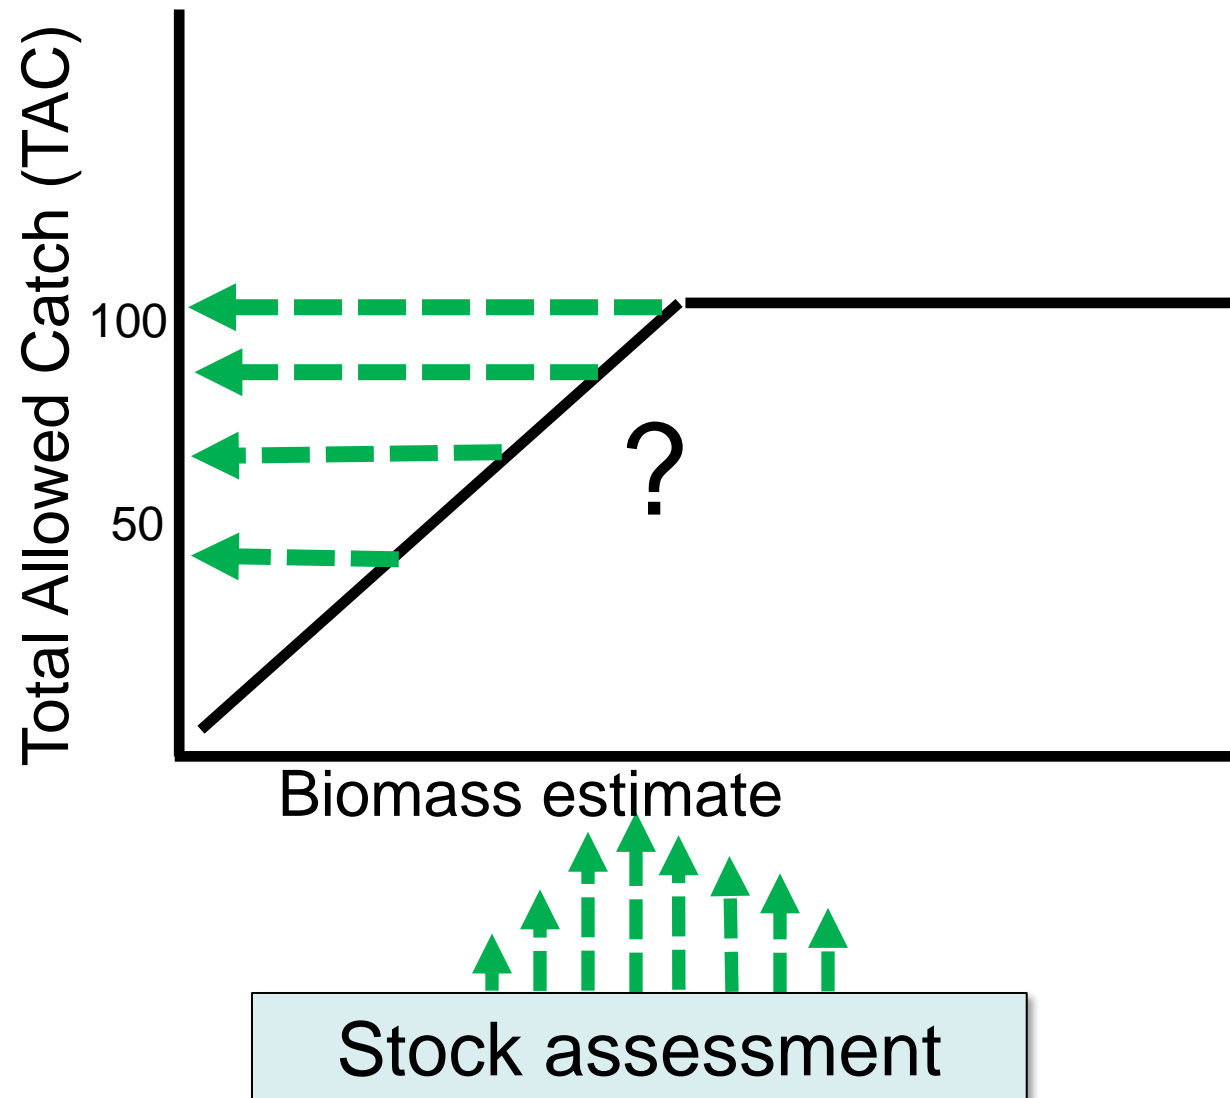 Total Allowed Catch (TAC)
100
50
?
Biomass estimate
Stock assessment